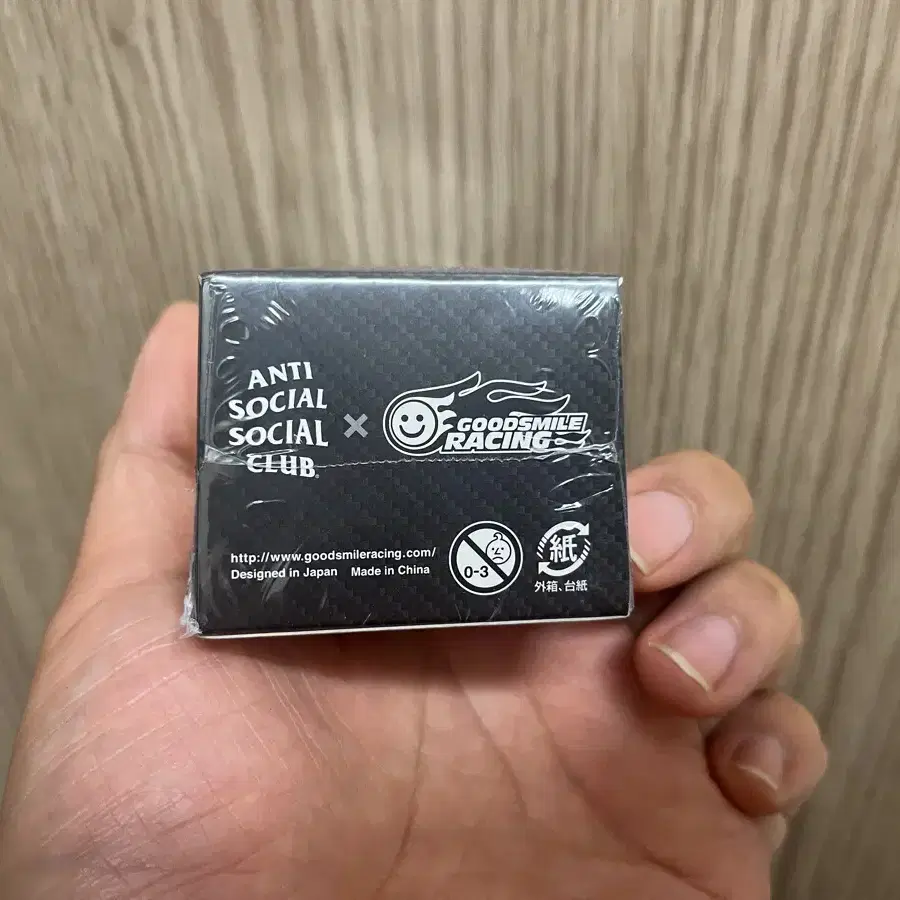 ANTI
SOCIAL
SOCIAL
CLUB®
×
GOODSMILE
RACING
http://www.goodsmileracing.com/
Designed in Japan Made in China
0-3
紙
外箱、台紙